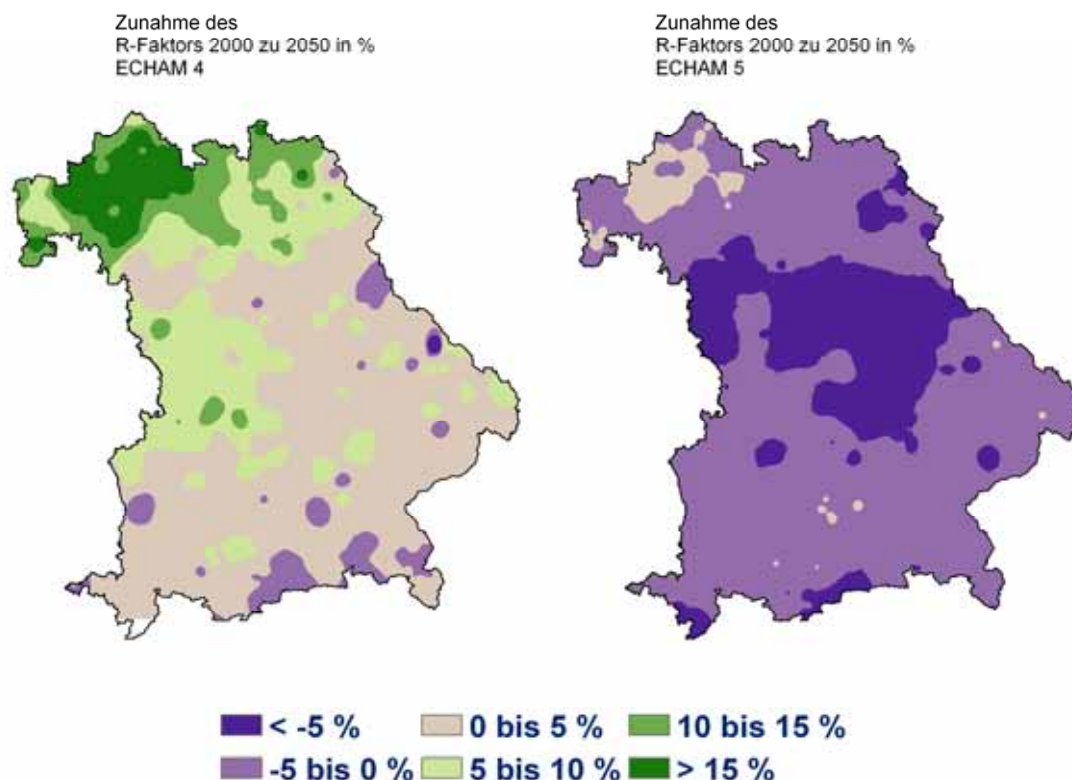 Zunahme des
R-Faktors 2000 zu 2050 in %
ECHAM 4
Zunahme des
R-Faktors 2000 zu 2050 in %
ECHAM 5
< -5 %
0 bis 5 %
10 bis 15 %
-5 bis 0 %
5 bis 10 %
> 15 %